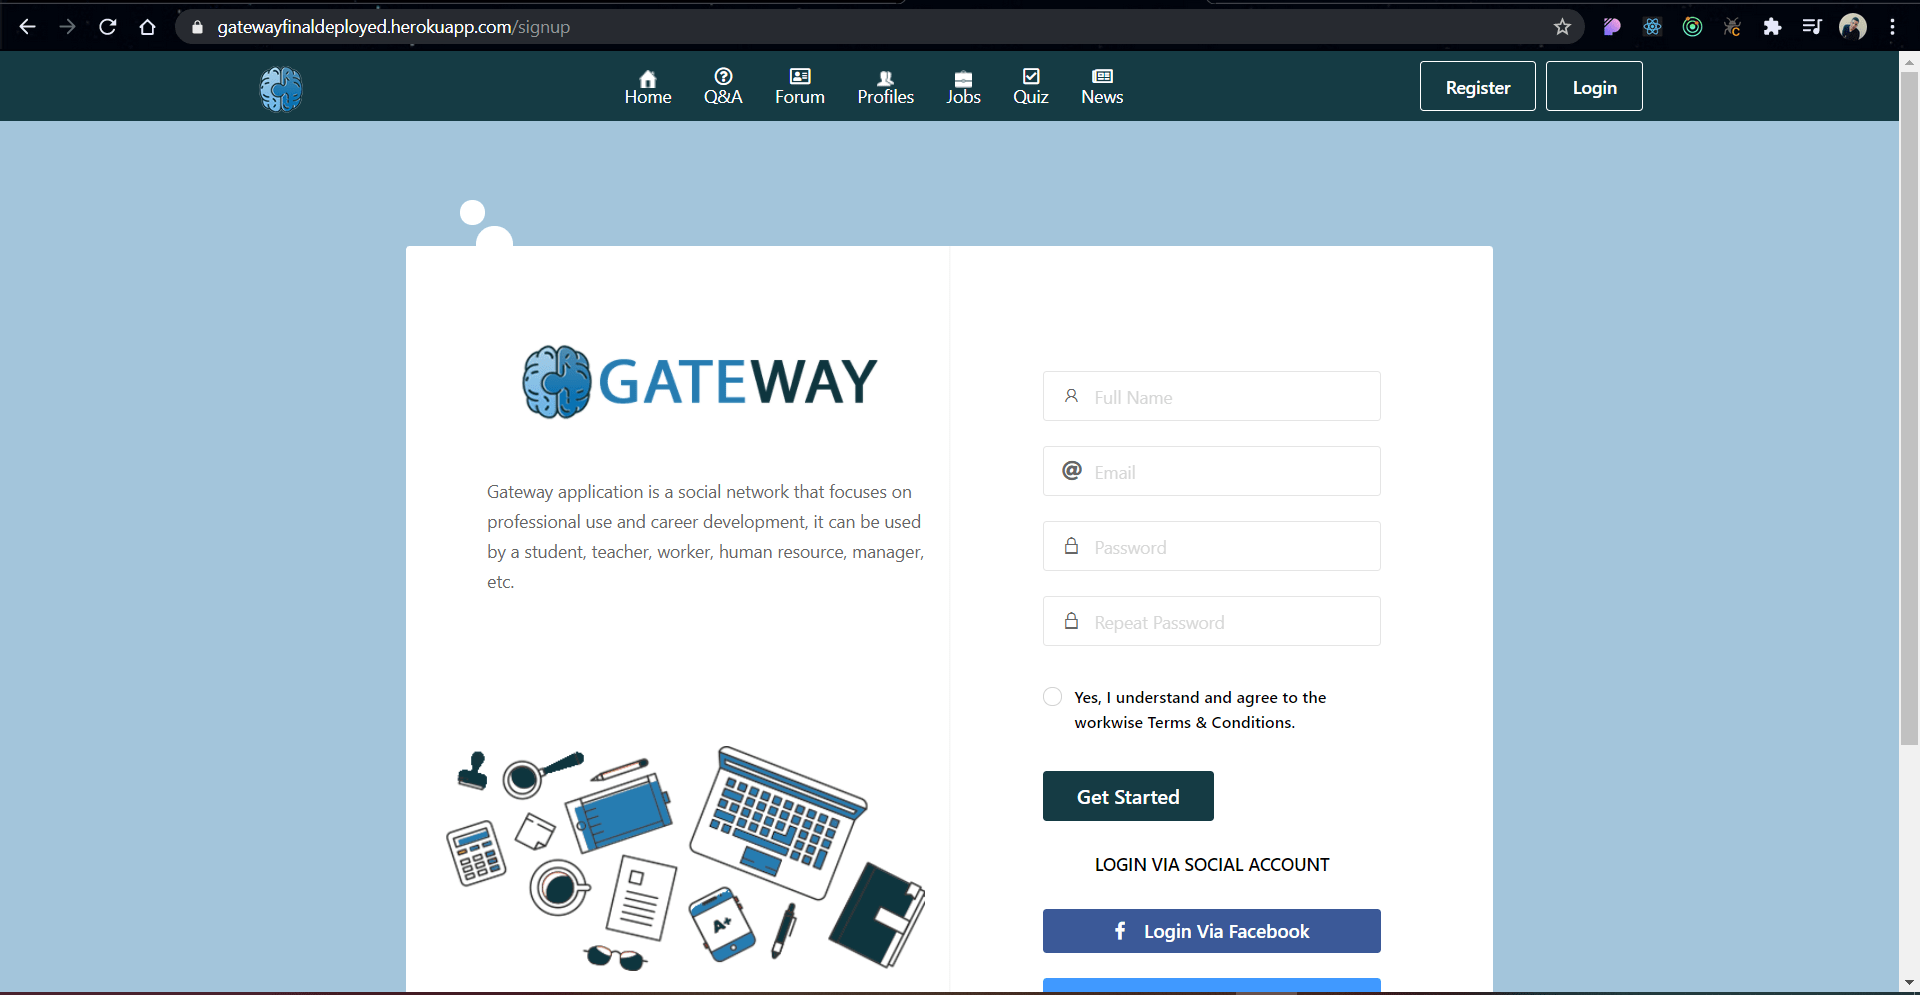 gatewayfinaldeployed.herokuapp.com/signup
Home
Q&A
Forum
Profiles
Jobs
Quiz
News
Register
Login
GATEWAY
Gateway application is a social network that focuses on
professional use and career development, it can be used
by a student, teacher, worker, human resource, manager,
etc.
A+
Full Name
@ Email
Password
Repeat Password
Yes, I understand and agree to the
workwise Terms & Conditions.
Get Started
LOGIN VIA SOCIAL ACCOUNT
f Login Via Facebook